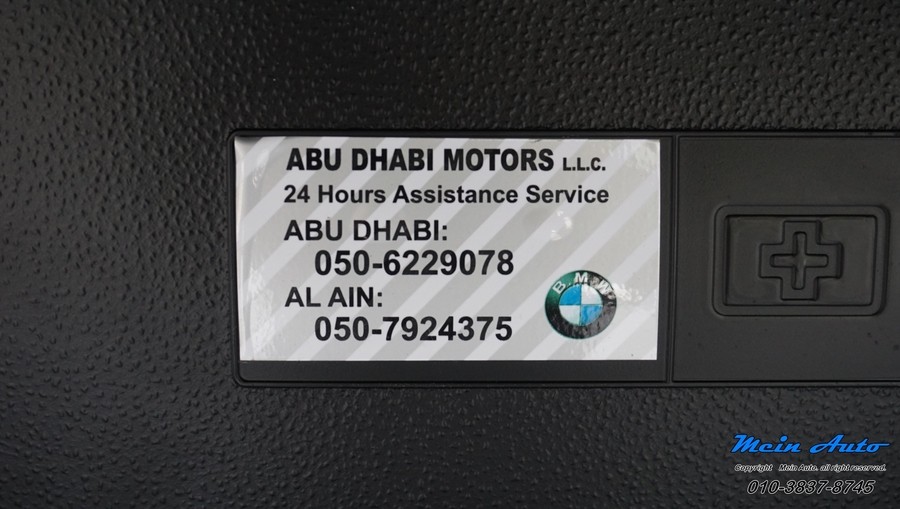 ABU DHABI MOTORS L.L.C.
24 Hours Assistance Service
ABU DHABI:
050-6229078
AL AIN:
050-7924375
BMW
Mein Auto
Copyright Mein Auto. all right reserved.
010-3837-8745